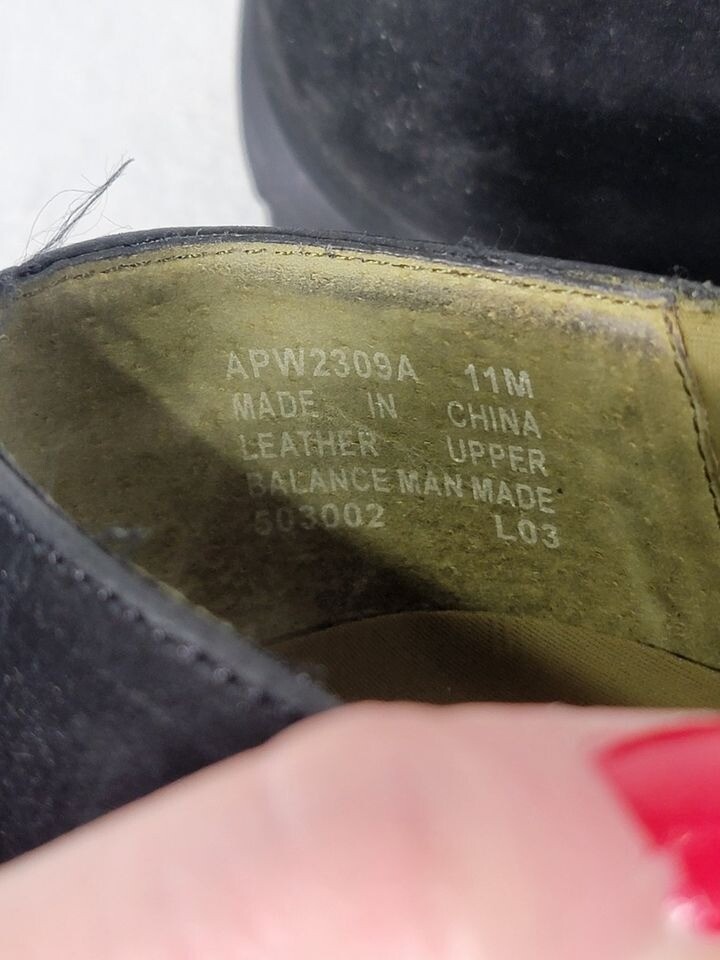 APW2309A 11M
MADE IN CHINA
LEATHER UPPER
BALANCE MAN MADE
503002 L03